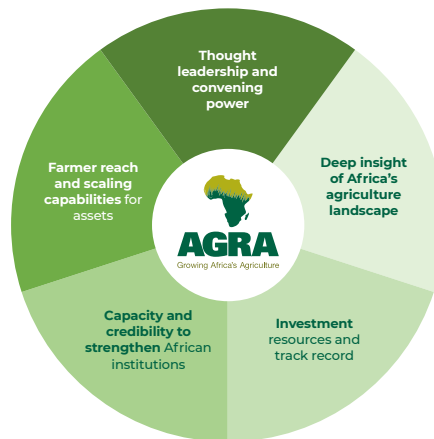 Thought
leadership and
convening
power
Deep insight
of Africa's
agriculture
landscape
Investment
resources and
track record
Capacity and
credibility to
strengthen African
institutions
Farmer reach
and scaling
capabilities for
assets
AGRA
Growing Africa's Agriculture